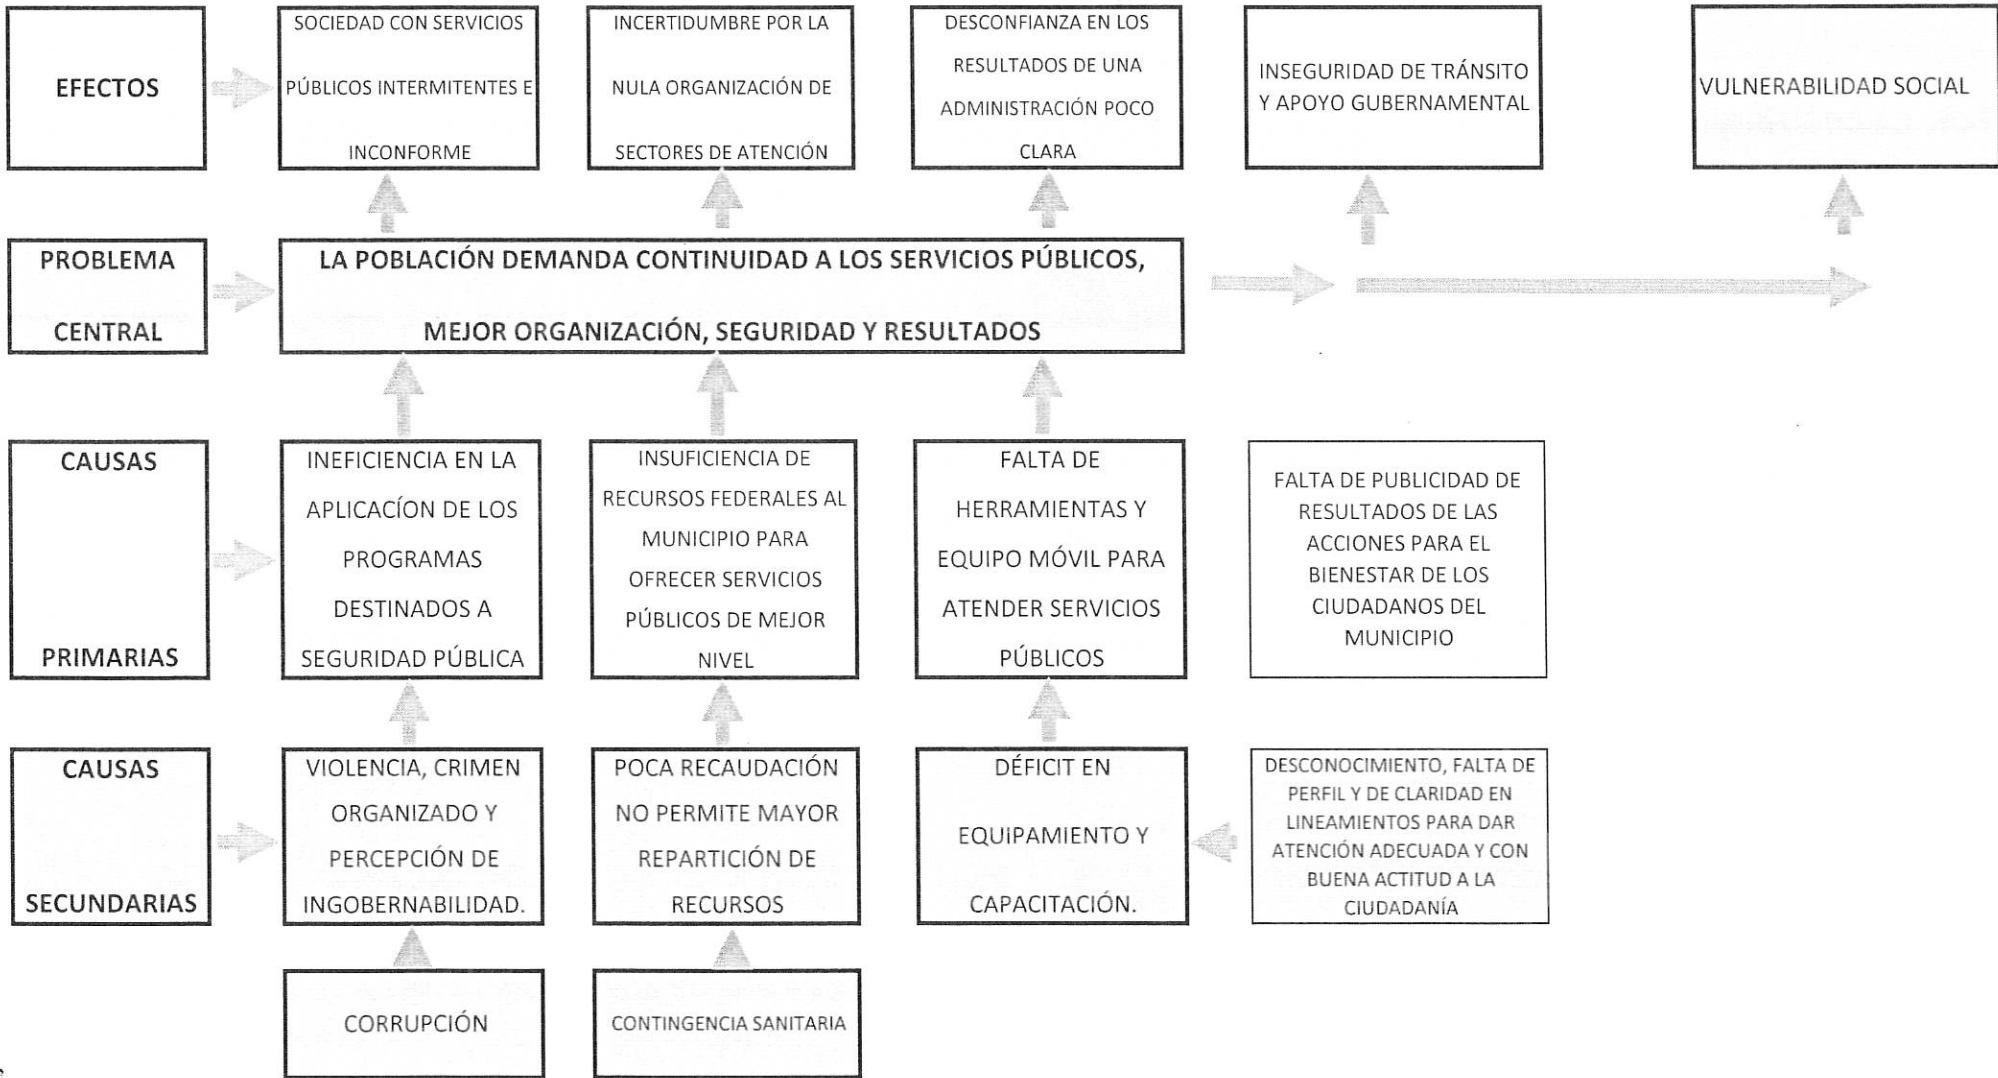 EFECTOS
SOCIEDAD CON SERVICIOS
PÚBLICOS INTERMITENTES E
INCONFORME
INCERTIDUMBRE POR LA
NULA ORGANIZACIÓN DE
SECTORES DE ATENCIÓN
DESCONFIANZA EN LOS
RESULTADOS DE UNA
ADMINISTRACIÓN POCO
CLARA
INSEGURIDAD DE TRÁNSITO
Y APOYO GUBERNAMENTAL
VULNERABILIDAD SOCIAL
PROBLEMA
CENTRAL
LA POBLACIÓN DEMANDA CONTINUIDAD A LOS SERVICIOS PÚBLICOS,
MEJOR ORGANIZACIÓN, SEGURIDAD Y RESULTADOS
CAUSAS
PRIMARIAS
INEFICIENCIA EN LA
APLICACÍON DE LOS
PROGRAMAS
DESTINADOS A
SEGURIDAD PÚBLICA
INSUFICIENCIA DE
RECURSOS FEDERALES AL
MUNICIPIO PARA
OFRECER SERVICIOS
PÚBLICOS DE MEJOR
NIVEL
FALTA DE
HERRAMIENTAS Y
EQUIPO MÓVIL PARA
ATENDER SERVICIOS
PÚBLICOS
FALTA DE PUBLICIDAD DE
RESULTADOS DE LAS
ACCIONES PARA EL
BIENESTAR DE LOS
CIUDADANOS DEL
MUNICIPIO
CAUSAS
SECUNDARIAS
VIOLENCIA, CRIMEN
ORGANIZADO Y
PERCEPCIÓN DE
INGOBERNABILIDAD.
POCA RECAUDACIÓN
NO PERMITE MAYOR
REPARTICIÓN DE
RECURSOS
DÉFICIT EN
EQUIPAMIENTO Y
CAPACITACIÓN.
DESCONOCIMIENTO, FALTA DE
PERFIL Y DE CLARIDAD EN
LINEAMIENTOS PARA DAR
ATENCIÓN ADECUADA Y CON
BUENA ACTITUD A LA
CIUDADANÍA
CORRUPCIÓN
CONTINGENCIA SANITARIA